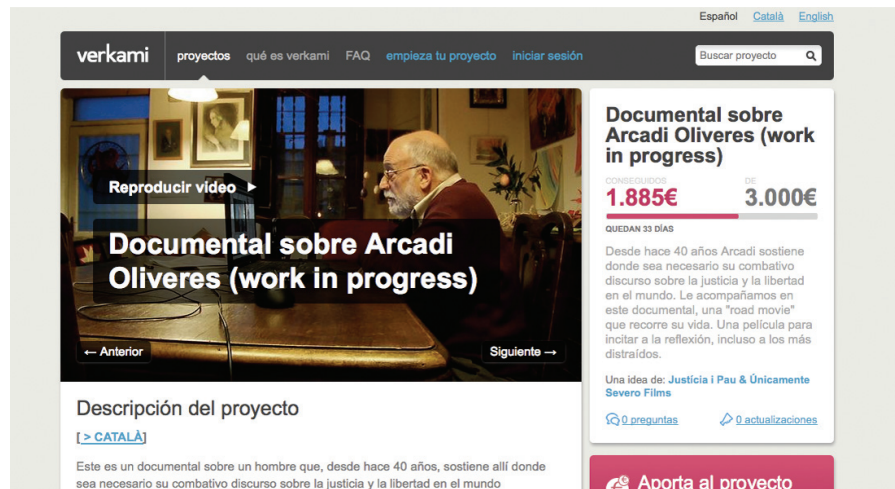 Español Català English
verkami proyectos qué es verkami FAQ empieza tu proyecto iniciar sesión Buscar proyecto
Reproducir video
Documental sobre Arcadi
Oliveres (work in progress)
← Anterior Siguiente →
Descripción del proyecto
[ > CATALÀ]
Este es un documental sobre un hombre que, desde hace 40 años, sostiene allí donde
sea necesario su combativo discurso sobre la justicia y la libertad en el mundo
Documental sobre
Arcadi Oliveres (work
in progress)
CONSEGUIDOS DE
1.885€ 3.000€
QUEDAN 33 DÍAS
Desde hace 40 años Arcadi sostiene
donde sea necesario su combativo
discurso sobre la justicia y la libertad
en el mundo. Le acompañamos en
este documental, una "road movie"
que recorre su vida. Una película para
incitar a la reflexión, incluso a los más
distraídos.
Una idea de: Justícia i Pau & Únicamente
Severo Films
0 preguntas 0 actualizaciones
Aporta al proyecto